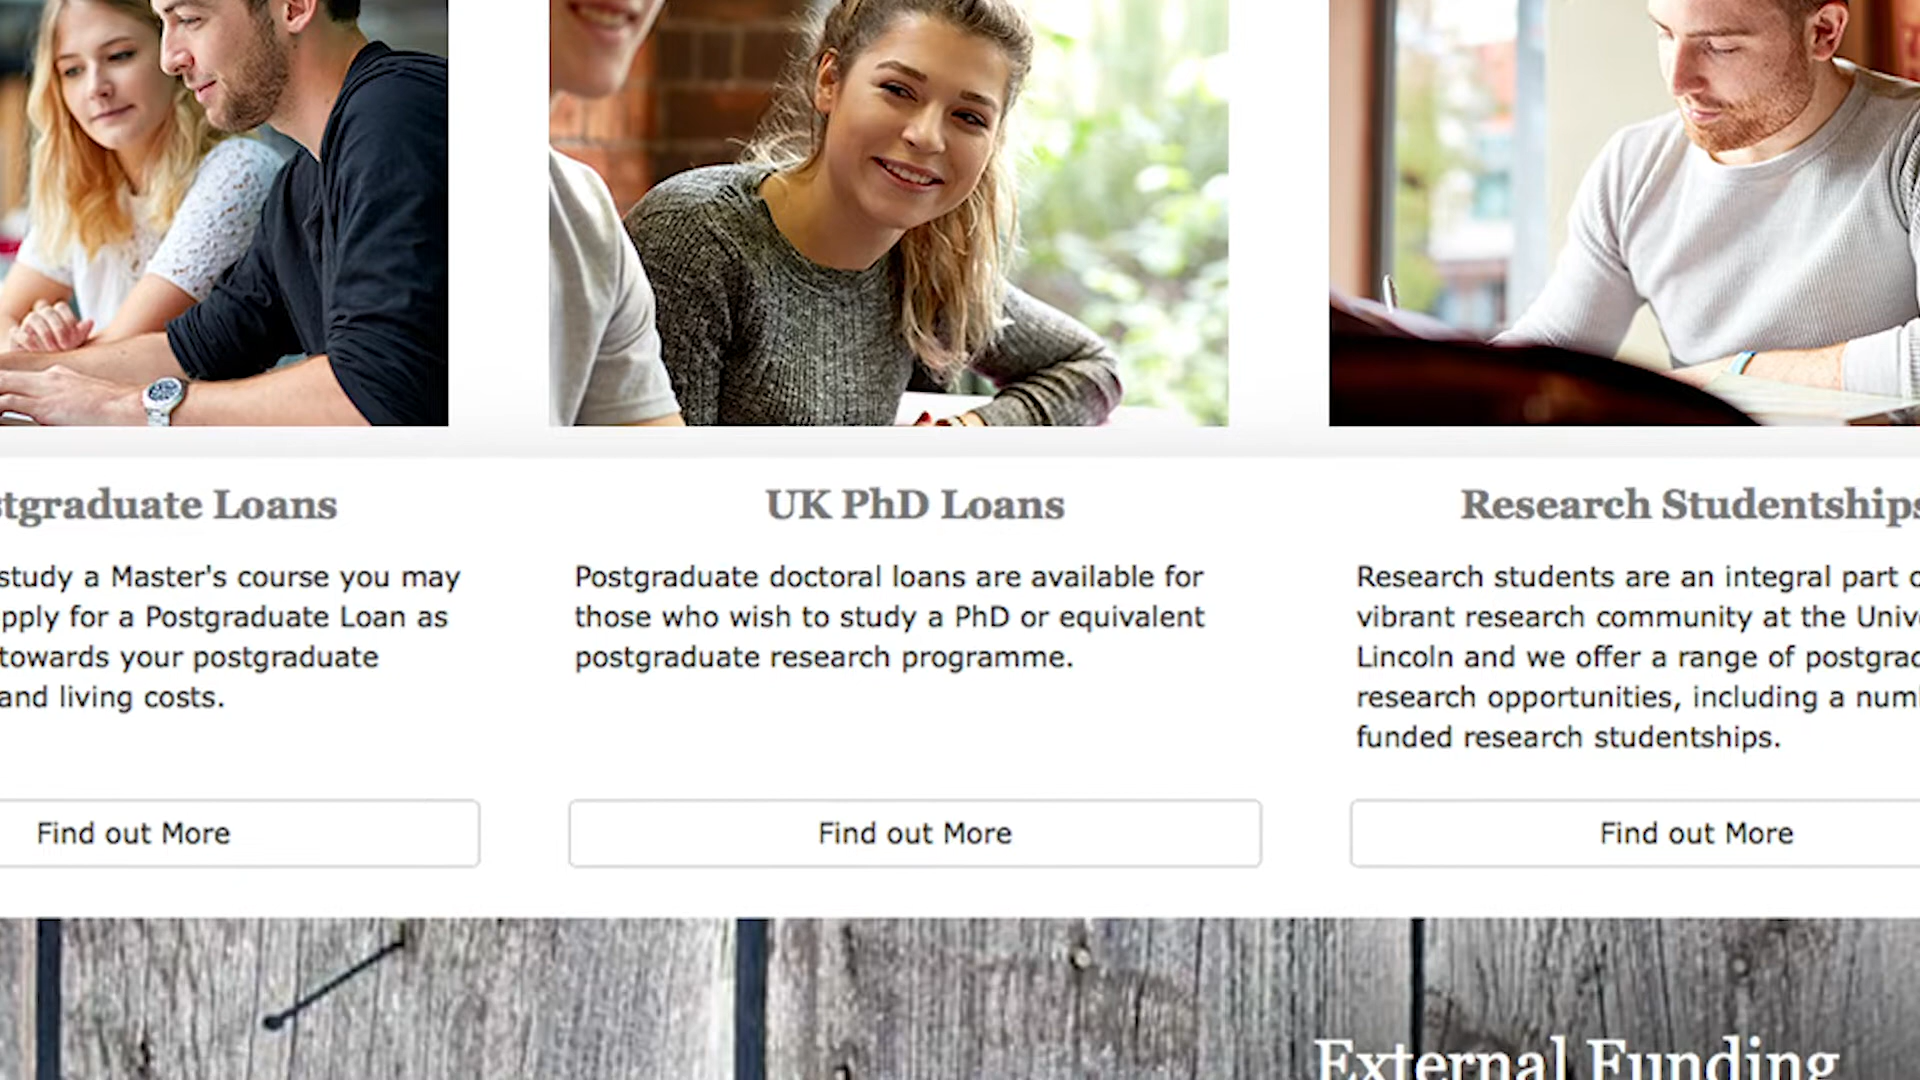 stgraduate Loans
study a Master's course you may
pply for a Postgraduate Loan as
towards your postgraduate
and living costs.
Find out More
UK PhD Loans
Postgraduate doctoral loans are available for
those who wish to study a PhD or equivalent
postgraduate research programme.
Find out More
Research Studentships
Research students are an integral part o
vibrant research community at the Unive
Lincoln and we offer a range of postgrad
research opportunities, including a num
funded research studentships.
Find out More
External Funding